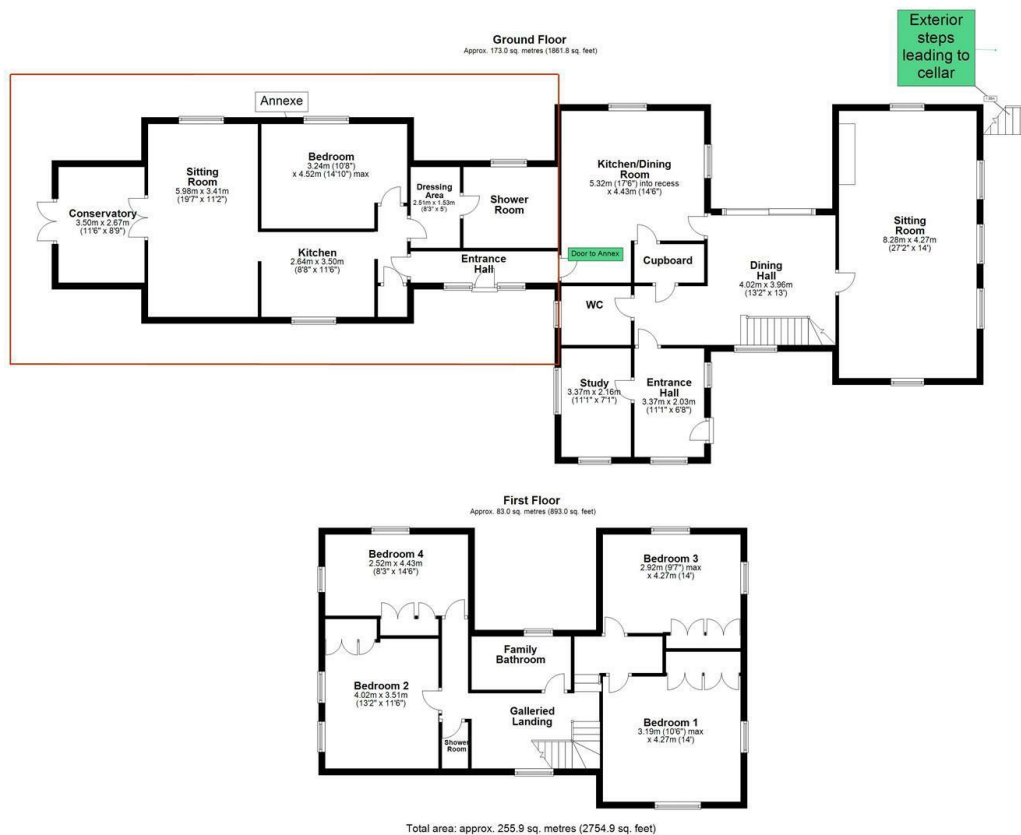 Ground Floor
Approx. 173.0 sq. metres (1861.8 sq. feet)
Exterior
steps
leading to
cellar
Annexe
Sitting
Room
5.98m x 3.41m
(19'7" x 11'2")
Bedroom
3.24m (10'8")
x 4.52m (14'10") max
Dressing
Area
2.51m x 1.53m
(8'3" x 5')
Shower
Room
Conservatory
3.50m x 2.67m
(11'6" x 8'9")
Kitchen
2.64m x 3.50m
(8'8" x 11'6")
Entrance
Hall
Kitchen/Dining
Room
5.32m (17'6") into recess
x 4.43m (14'6")
Door to Annex
Cupboard
WC
Dining
Hall
4.02m x 3.96m
(13'2" x 13')
Sitting
Room
8.28m x 4.27m
(27'2" x 14')
Study
3.37m x 2.16m
(11'1" x 7'1")
Entrance
Hall
3.37m x 2.03m
(11'1" x 6'8")
First Floor
Approx. 83.0 sq. metres (893.0 sq. feet)
Bedroom 4
2.52m x 4.43m
(8'3" x 14'6")
Bedroom 3
2.92m (9'7") max
x 4.27m (14')
Family
Bathroom
Bedroom 2
4.02m x 3.51m
(13'2" x 11'6")
Galleried
Landing
Shower
Room
Bedroom 1
3.19m (10'6") max
x 4.27m (14')
Total area: approx. 255.9 sq. metres (2754.9 sq. feet)